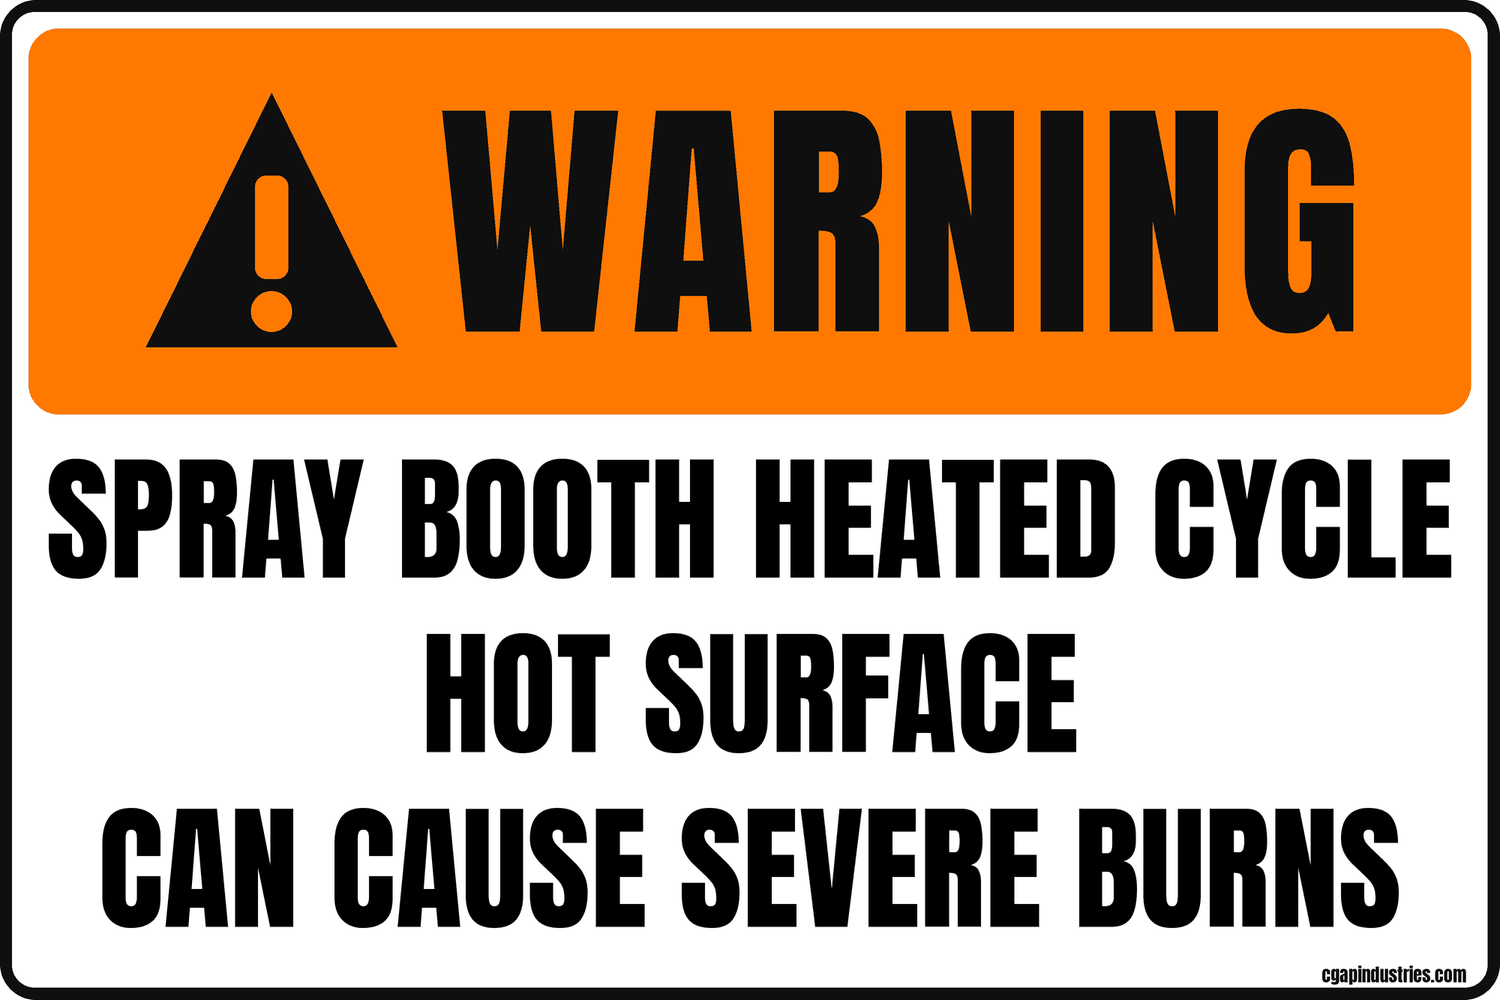 WARNING
SPRAY BOOTH HEATED CYCLE
HOT SURFACE
CAN CAUSE SEVERE BURNS
cgapindustries.com